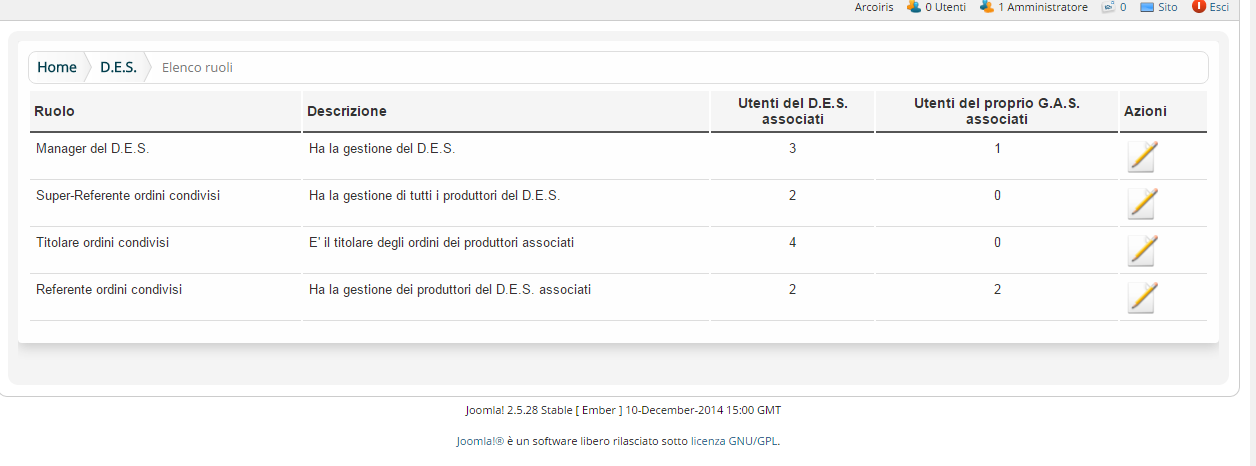 Arcoiris 0 Utenti 1 Amministratore 0 Sito Esci
Home D.E.S. Elenco ruoli
Ruolo Descrizione Utenti del D.E.S. associati Utenti del proprio G.A.S. associati Azioni
Manager del D.E.S. Ha la gestione del D.E.S. 3 1
Super-Referente ordini condivisi Ha la gestione di tutti i produttori del D.E.S. 2 0
Titolare ordini condivisi E' il titolare degli ordini dei produttori associati 4 0
Referente ordini condivisi Ha la gestione dei produttori del D.E.S. associati 2 2
Joomla! 2.5.28 Stable [ Ember ] 10-December-2014 15:00 GMT
Joomla!® è un software libero rilasciato sotto licenza GNU/GPL.